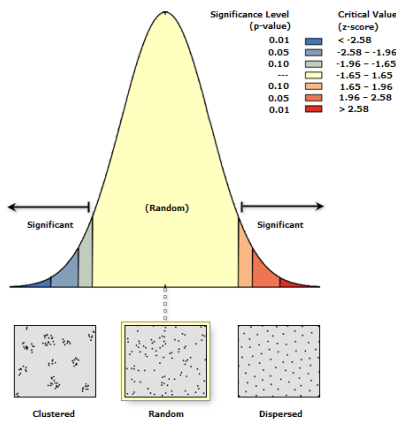 Significance Level Critical Value
(p-value) (z-score)
0.01 < -2.58
0.05 -2.58 – -1.96
0.10 -1.96 – -1.65
--- -1.65 – 1.65
0.10 1.65 – 1.96
0.05 1.96 – 2.58
0.01 > 2.58
(Random)
Significant Significant
Clustered Random Dispersed